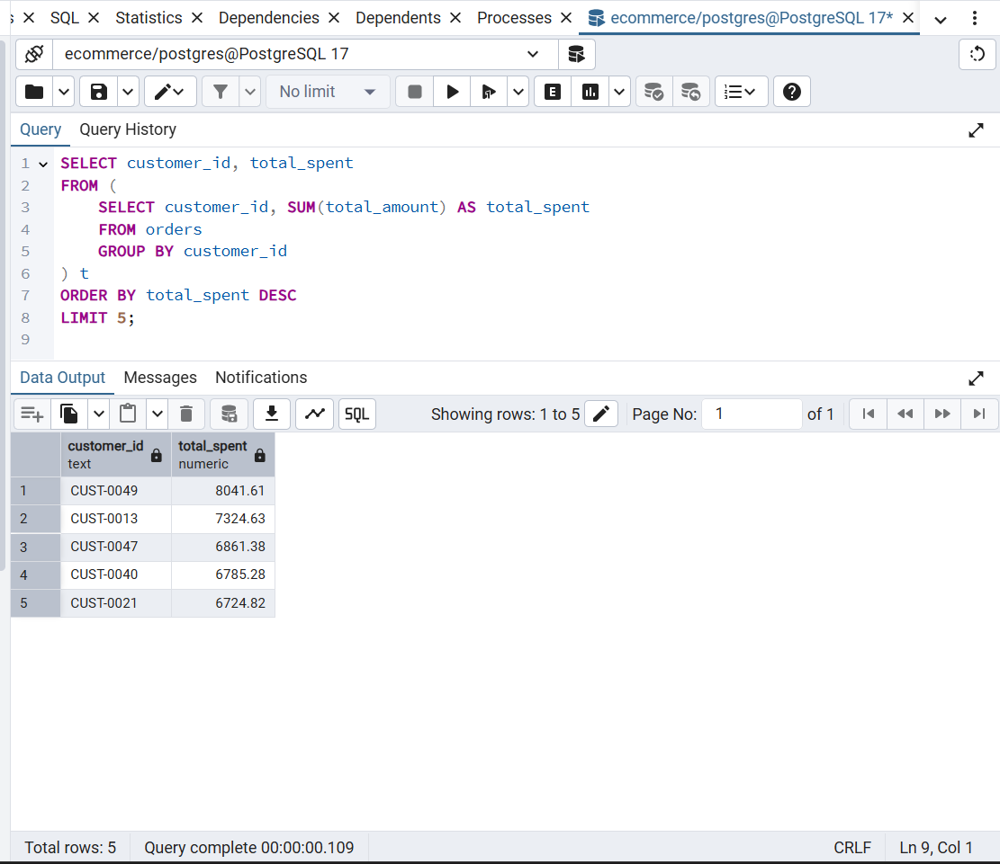 SQL Statistics Dependencies Dependents Processes ecommerce/postgres@PostgreSQL 17*
ecommerce/postgres@PostgreSQL 17
No limit E
Query Query History
1 SELECT customer_id, total_spent
2 FROM (
3 SELECT customer_id, SUM(total_amount) AS total_spent
4 FROM orders
5 GROUP BY customer_id
6 ) t
7 ORDER BY total_spent DESC
8 LIMIT 5;
9
Data Output Messages Notifications
SQL Showing rows: 1 to 5 Page No: 1 of 1
customer_id total_spent
text numeric
1 CUST-0049 8041.61
2 CUST-0013 7324.63
3 CUST-0047 6861.38
4 CUST-0040 6785.28
5 CUST-0021 6724.82
Total rows: 5 Query complete 00:00:00.109 CRLF Ln 9, Col 1